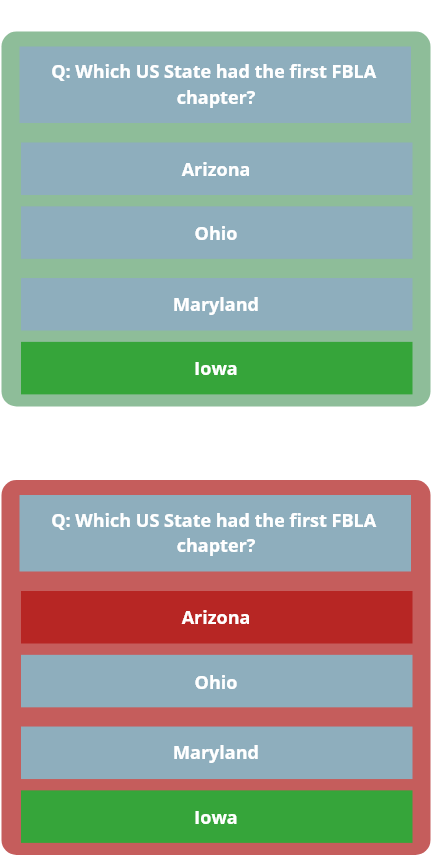 Q: Which US State had the first FBLA
chapter?
Arizona
Ohio
Maryland
Iowa
Q: Which US State had the first FBLA
chapter?
Arizona
Ohio
Maryland
Iowa